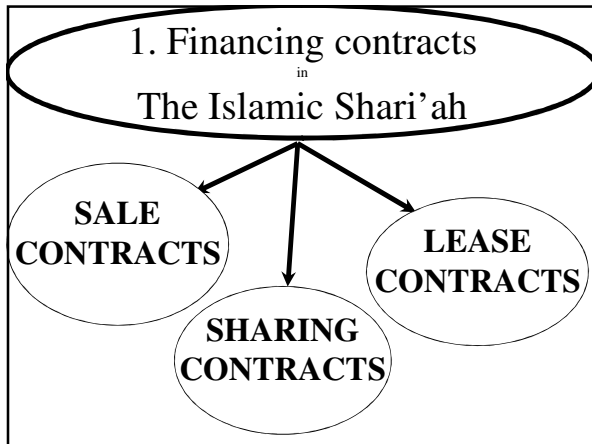 1. Financing contracts
in
The Islamic Shari'ah
SALE
CONTRACTS
LEASE
CONTRACTS
SHARING
CONTRACTS